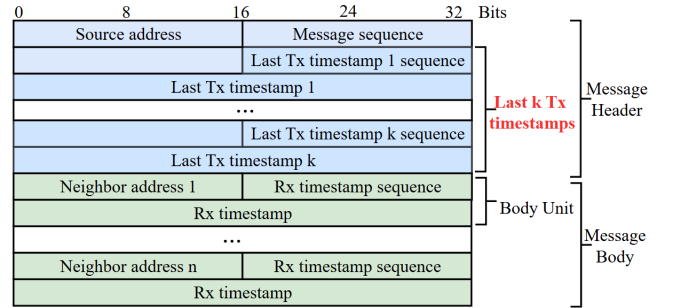 0 8 16 24 32 Bits
Source address Message sequence
Last Tx timestamp 1 sequence
Last Tx timestamp 1
...
Last Tx timestamp k sequence
Last Tx timestamp k
Last k Tx
timestamps
Message
Header
Neighbor address 1 Rx timestamp sequence
Rx timestamp
Body Unit
...
Neighbor address n Rx timestamp sequence
Rx timestamp
Message
Body